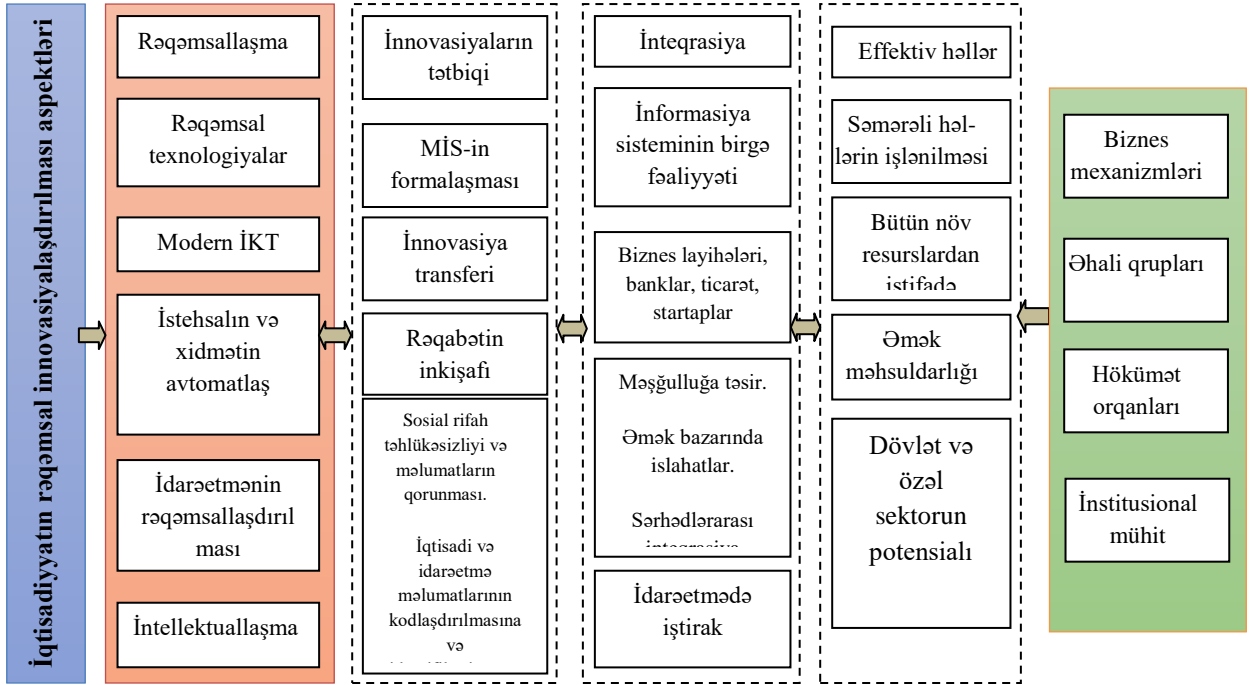 İqtisadiyyatın rəqəmsal innovasiyalaşdırılması aspektləri
Rəqəmsallaşma
Rəqəmsal
texnologiyalar
Modern İKT
İstehsalın və
xidmətin
avtomatlaş
İdarəetmənin
rəqəmsallaşdırıl
ması
İntellektuallaşma
İnnovasiyaların
tətbiqi
MİS-in
formalaşması
İnnovasiya
transferi
Rəqabətin
inkişafı
Sosial rifah
təhlükəsizliyi və
məlumatların
qorunması.
İqtisadi və
idarəetmə
məlumatlarının
kodlaşdırılmasına
və
İnteqrasiya
İnformasiya
sisteminin birgə
fəaliyyəti
Biznes layihələri,
banklar, ticarət,
startaplar
Məşğulluğa təsir.
Əmək bazarında
islahatlar.
Sərhədlərarası
inteqrasiya
İdarəetmədə
iştirak
Effektiv həllər
Səmərəli həl-
lərin işlənilməsi
Bütün növ
resurslardan
istifadə
Əmək
məhsuldarlığı
Dövlət və
özəl
sektorun
potensialı
Biznes
mexanizmləri
Əhali qrupları
Hökümət
orqanları
İnstitusional
mühit